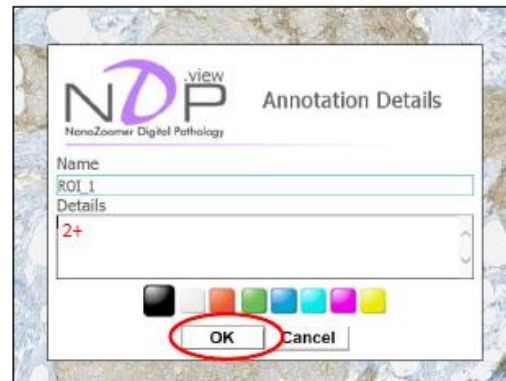 NDP.view
Annotation Details
NanoZoomer Digital Pathology
Name
ROI_1
Details
2+
OK Cancel